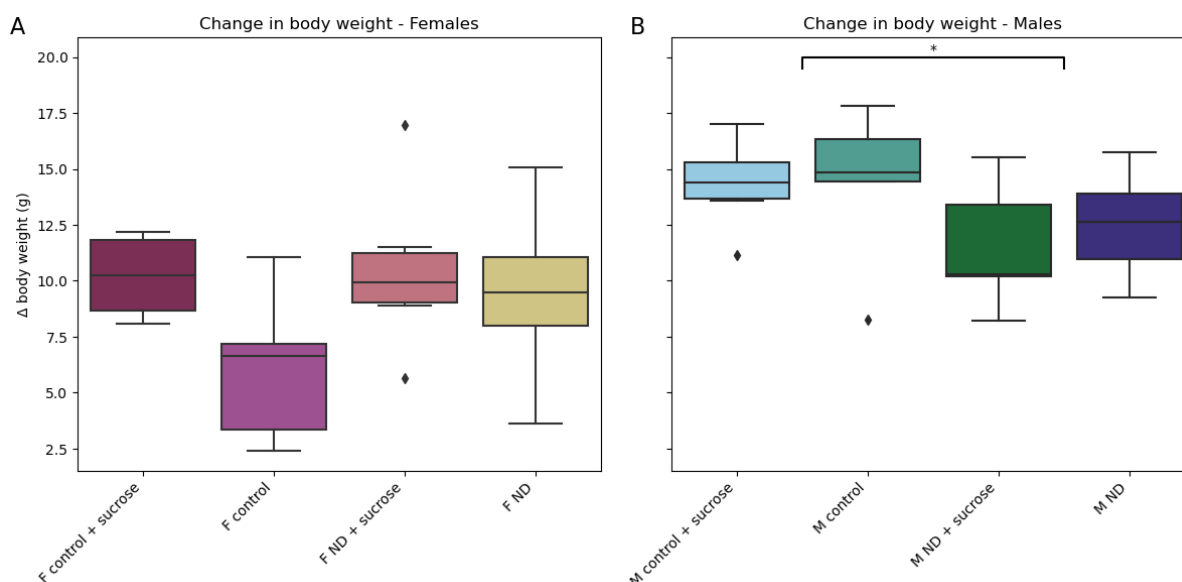 A
Change in body weight - Females
Δ body weight (g)
20.0
17.5
15.0
12.5
10.0
7.5
5.0
2.5
F control + sucrose
F control
F ND + sucrose
F ND
B
Change in body weight - Males
*
M control + sucrose
M control
M ND + sucrose
M ND